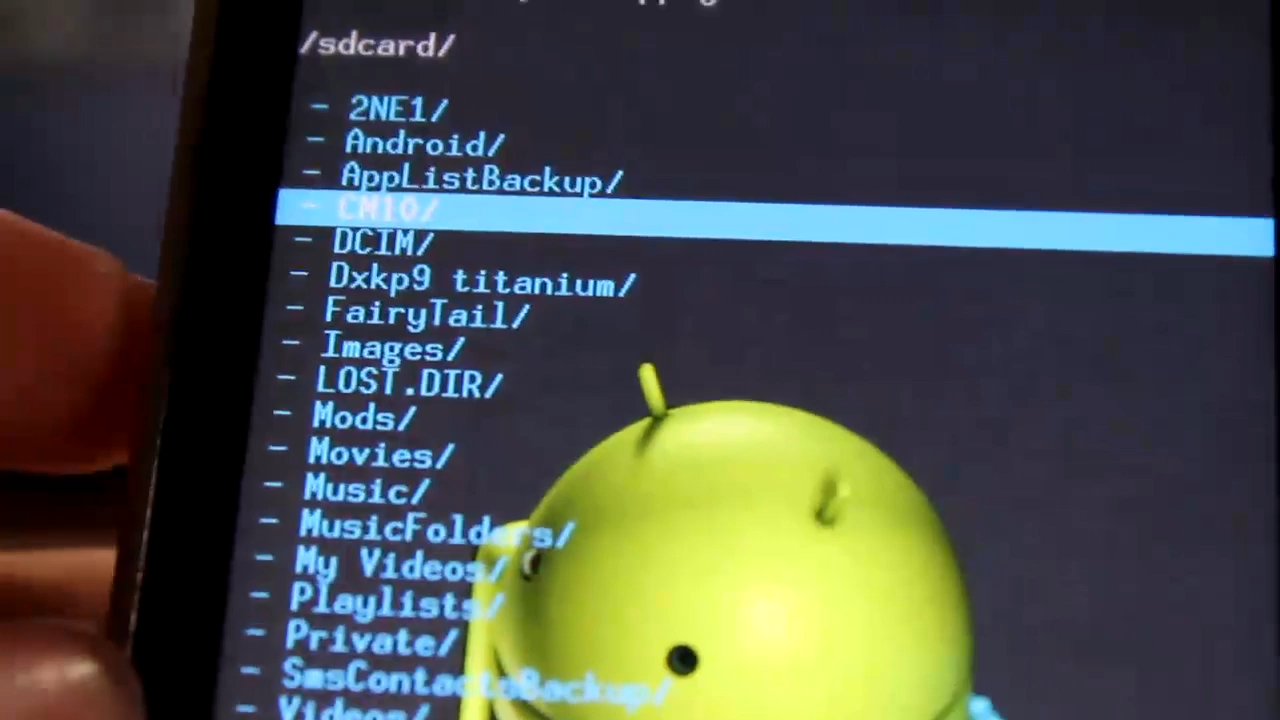 /sdcard/
- 2NE1/
- Android/
- AppListBackup/
- CM10/
- DCIM/
- Dxkp9 titanium/
- FairyTail/
- Images/
- LOST.DIR/
- Mods/
- Movies/
- Music/
- MusicFolders/
- My Videos/
- Playlists/
- Private/
- SmsContactsBackup/
- Videos/